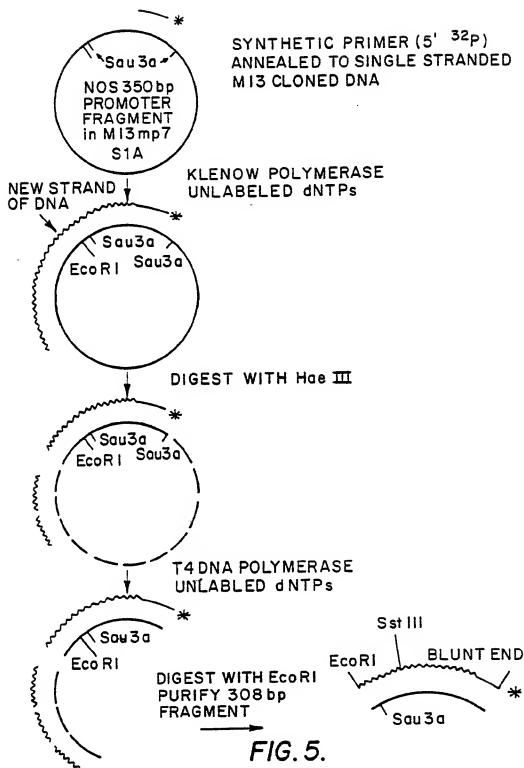 *
SYNTHETIC PRIMER (5' 32P)
ANNEALED TO SINGLE STRANDED
M13 CLONED DNA
Sau3a
NOS 350bp
PROMOTER
FRAGMENT
in M13mp7
S1A
NEW STRAND
OF DNA
KLENOW POLYMERASE
UNLABELED dNTPs
*
Sau3a
EcoRI
Sau3a
DIGEST WITH Hae III
*
Sau3a
EcoRI
Sau3a
T4 DNA POLYMERASE
UNLABLED dNTPs
*
Sau3a
EcoRI
DIGEST WITH EcoRI
PURIFY 308bp
FRAGMENT
Sst III
EcoRI
BLUNT END
*
Sau3a
FIG. 5.